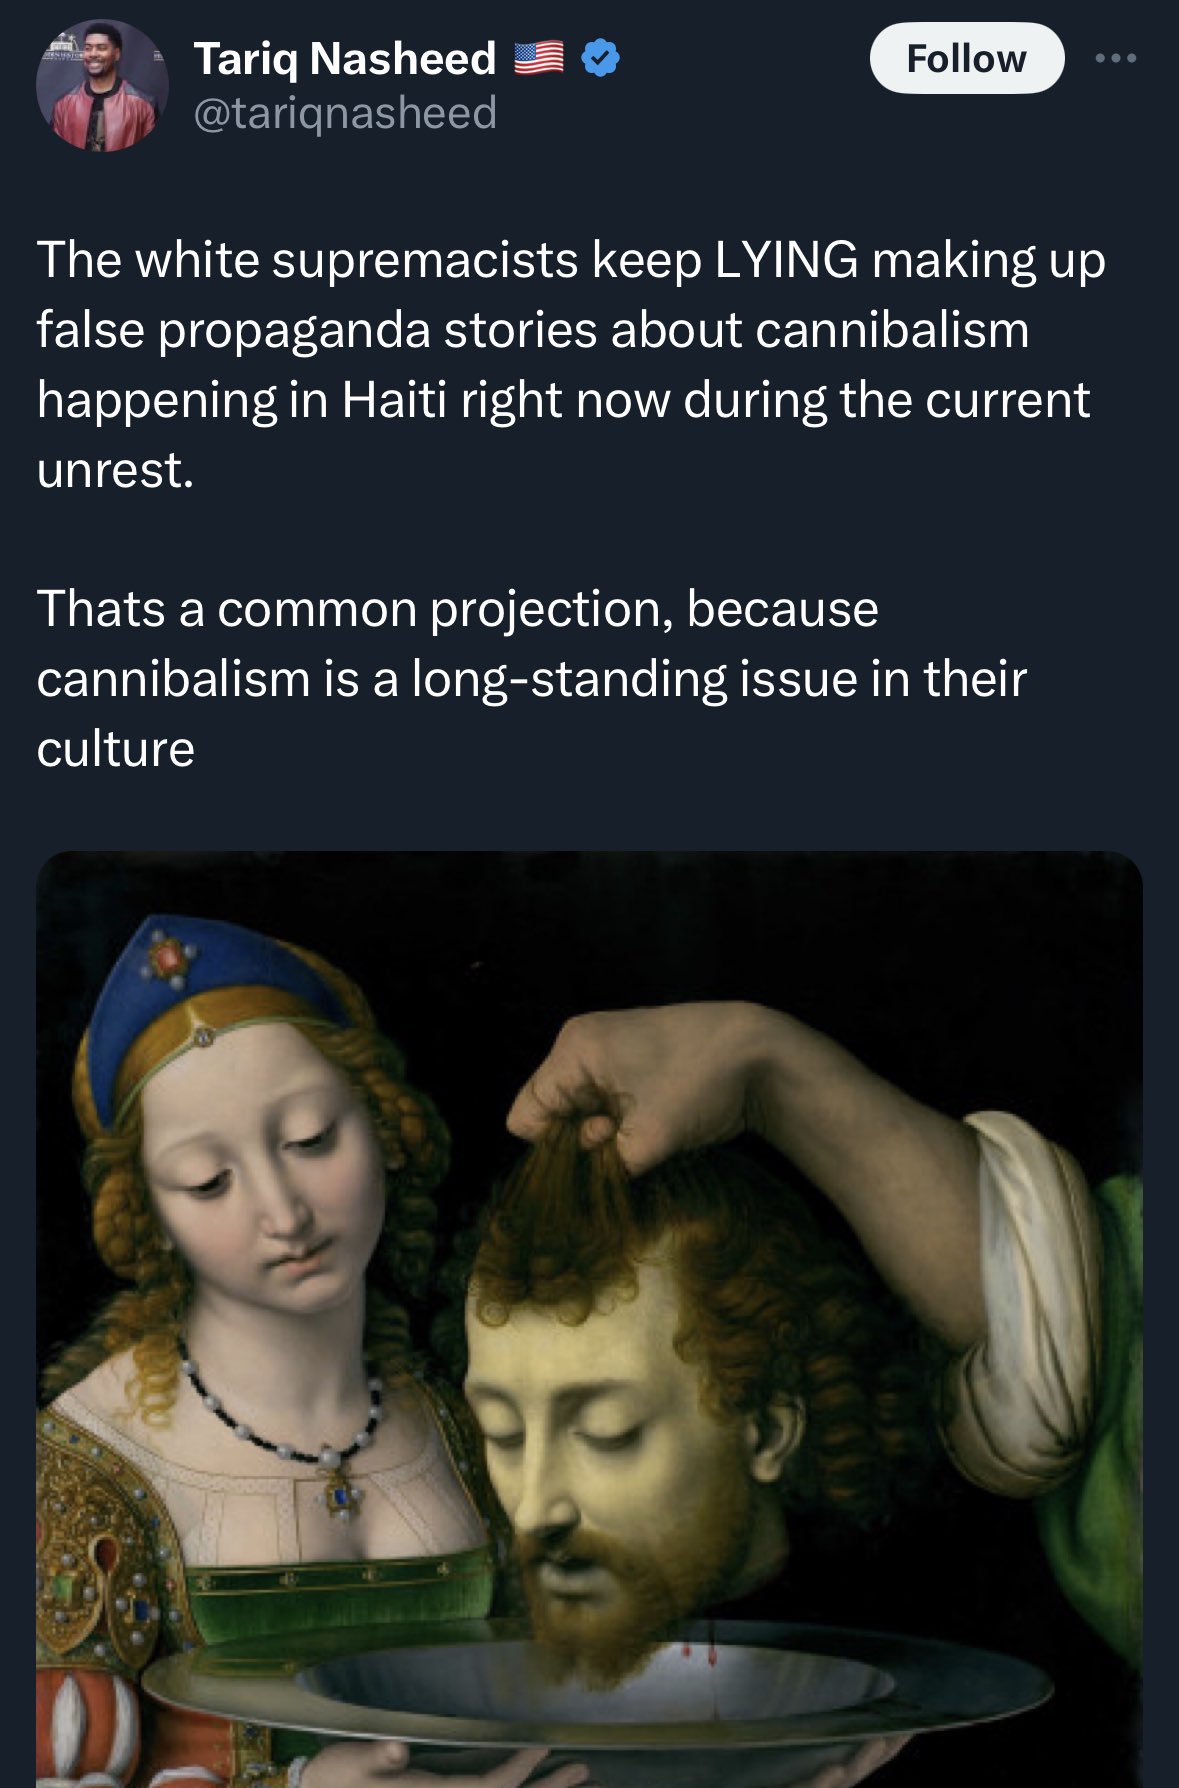 Tariq Nasheed 🇺🇸
Follow
@tariqnasheed
The white supremacists keep LYING making up
false propaganda stories about cannibalism
happening in Haiti right now during the current
unrest.
Thats a common projection, because
cannibalism is a long-standing issue in their
culture